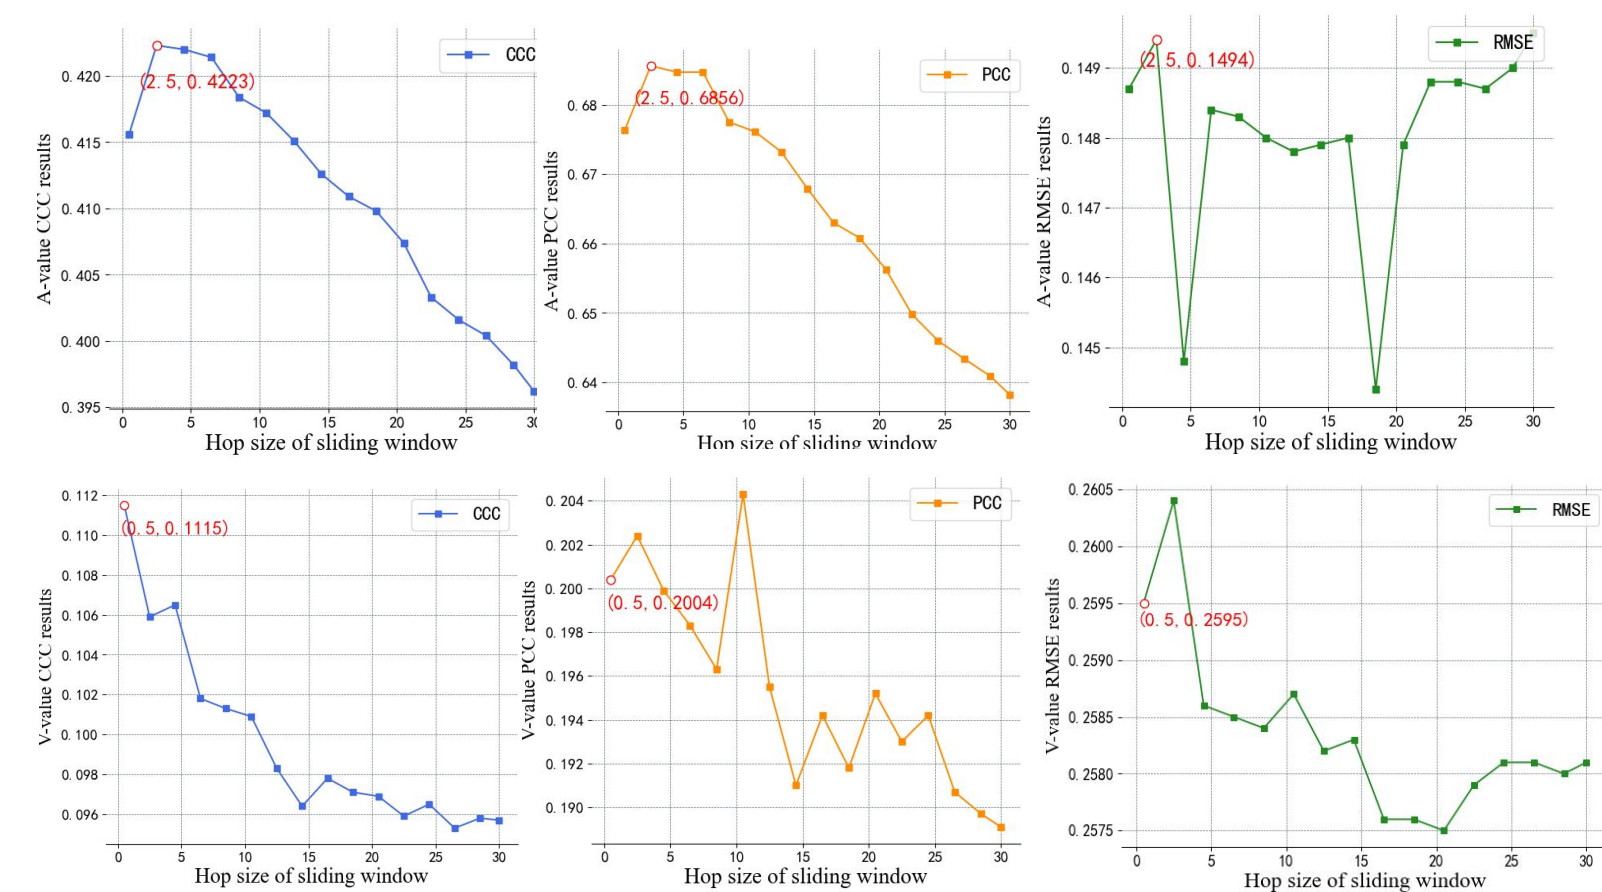 CCC
(2.5, 0.4223)
0.420
0.415
0.410
0.405
0.400
0.395
A-value CCC results
0 5 10 15 20 25 30
Hop size of sliding window
PCC
(2.5, 0.6856)
0.68
0.67
0.66
0.65
0.64
A-value PCC results
0 5 10 15 20 25 30
Hop size of sliding window
RMSE
(2.5, 0.1494)
0.149
0.148
0.147
0.146
0.145
A-value RMSE results
0 5 10 15 20 25 30
Hop size of sliding window
CCC
(0.5, 0.1115)
0.112
0.110
0.108
0.106
0.104
0.102
0.100
0.098
0.096
V-value CCC results
0 5 10 15 20 25 30
Hop size of sliding window
PCC
(0.5, 0.2004)
0.204
0.202
0.200
0.198
0.196
0.194
0.192
0.190
V-value PCC results
0 5 10 15 20 25 30
Hop size of sliding window
RMSE
(0.5, 0.2595)
0.2605
0.2600
0.2595
0.2590
0.2585
0.2580
0.2575
V-value RMSE results
0 5 10 15 20 25 30
Hop size of sliding window